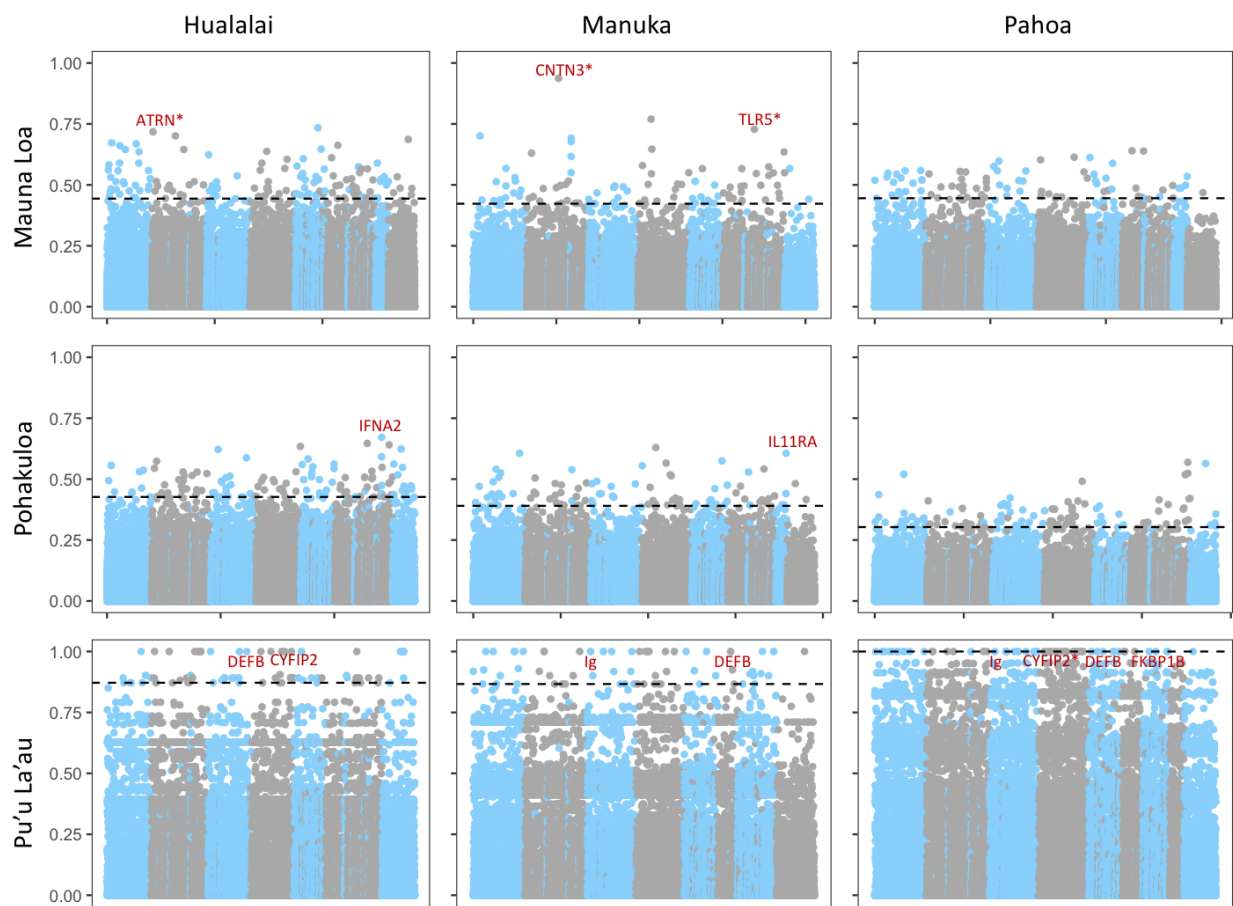 Hualalai Manuka Pahoa
Mauna Loa
1.00
0.75
0.50
0.25
0.00
ATRN*
CNTN3*
TLR5*
Pohakuloa
1.00
0.75
0.50
0.25
0.00
IFNA2
IL11RA
Pu'u La'au
1.00
0.75
0.50
0.25
0.00
DEFB CYFIP2
Ig DEFB
Ig CYFIP2* DEFB FKBP1B